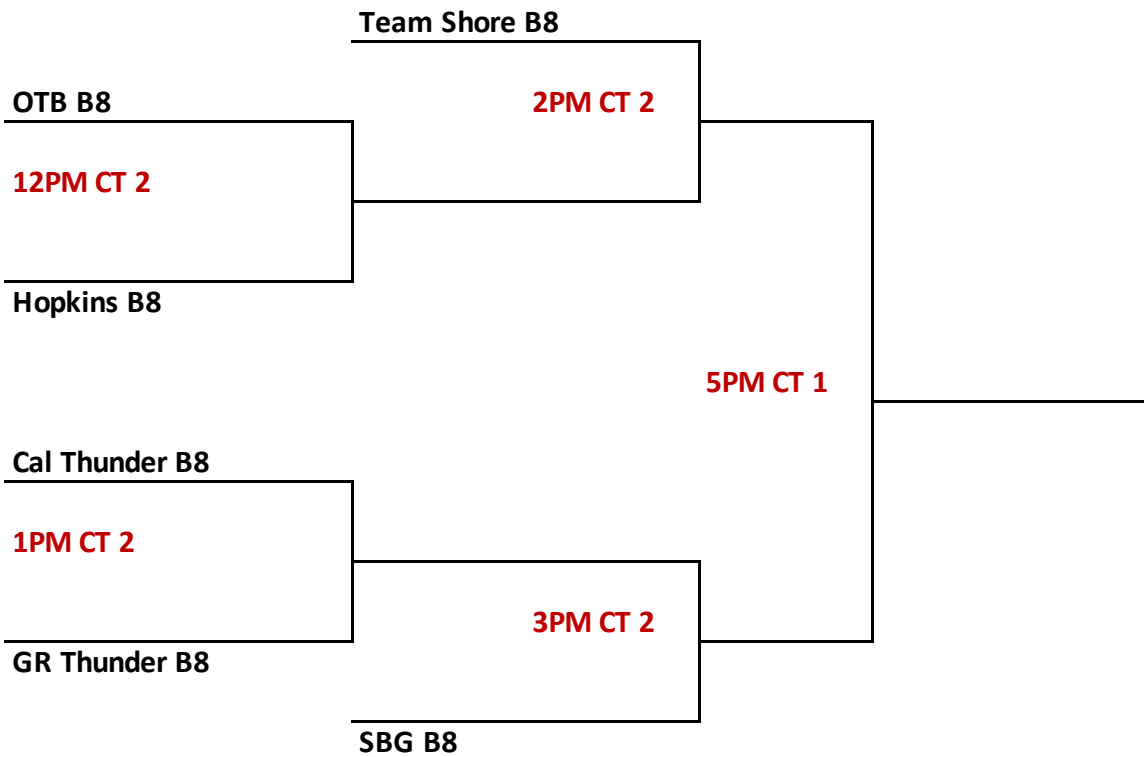 Team Shore B8
OTB B8
2PM CT 2
12PM CT 2
Hopkins B8
5PM CT 1
Cal Thunder B8
1PM CT 2
3PM CT 2
GR Thunder B8
SBG B8